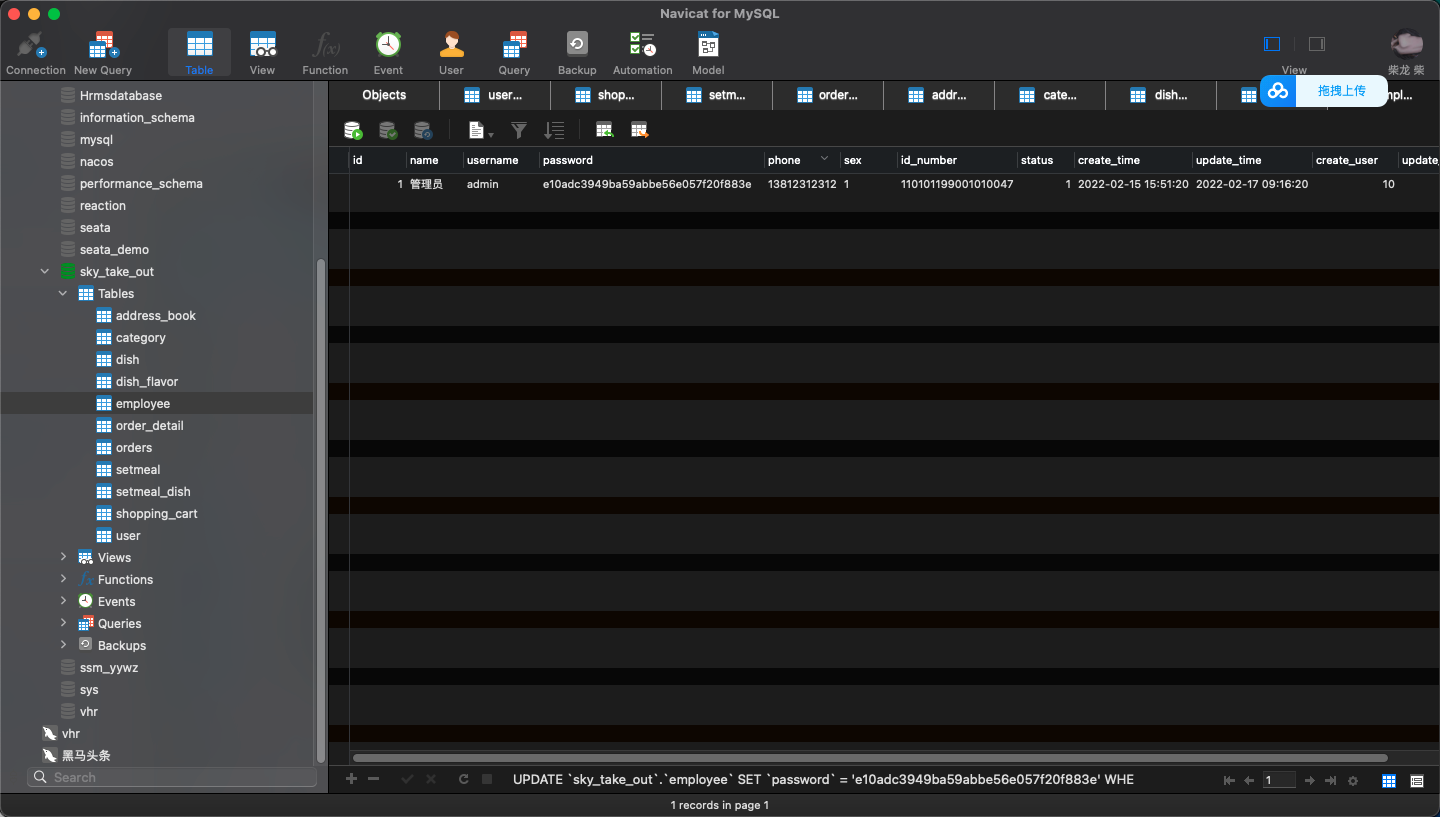 Navicat for MySQL
Connection New Query Table View Function Event User Query Backup Automation Model View 柴龙 柴
f(x)
拖拽上传
Objects user... shop... setm... order... addr... cate... dish... mpl...
Hrmsdatabase
information_schema
mysql
nacos
performance_schema
reaction
seata
seata_demo
sky_take_out
Tables
address_book
category
dish
dish_flavor
employee
order_detail
orders
setmeal
setmeal_dish
shopping_cart
user
Views
Functions
Events
Queries
Backups
ssm_yywz
sys
vhr
vhr
黑马头条
Search
id name username password phone sex id_number status create_time update_time create_user update_
1 管理员 admin e10adc3949ba59abbe56e057f20f883e 13812312312 1 110101199001010047 1 2022-02-15 15:51:20 2022-02-17 09:16:20 10
UPDATE `sky_take_out`.`employee` SET `password` = 'e10adc3949ba59abbe56e057f20f883e' WHE
1
1 records in page 1